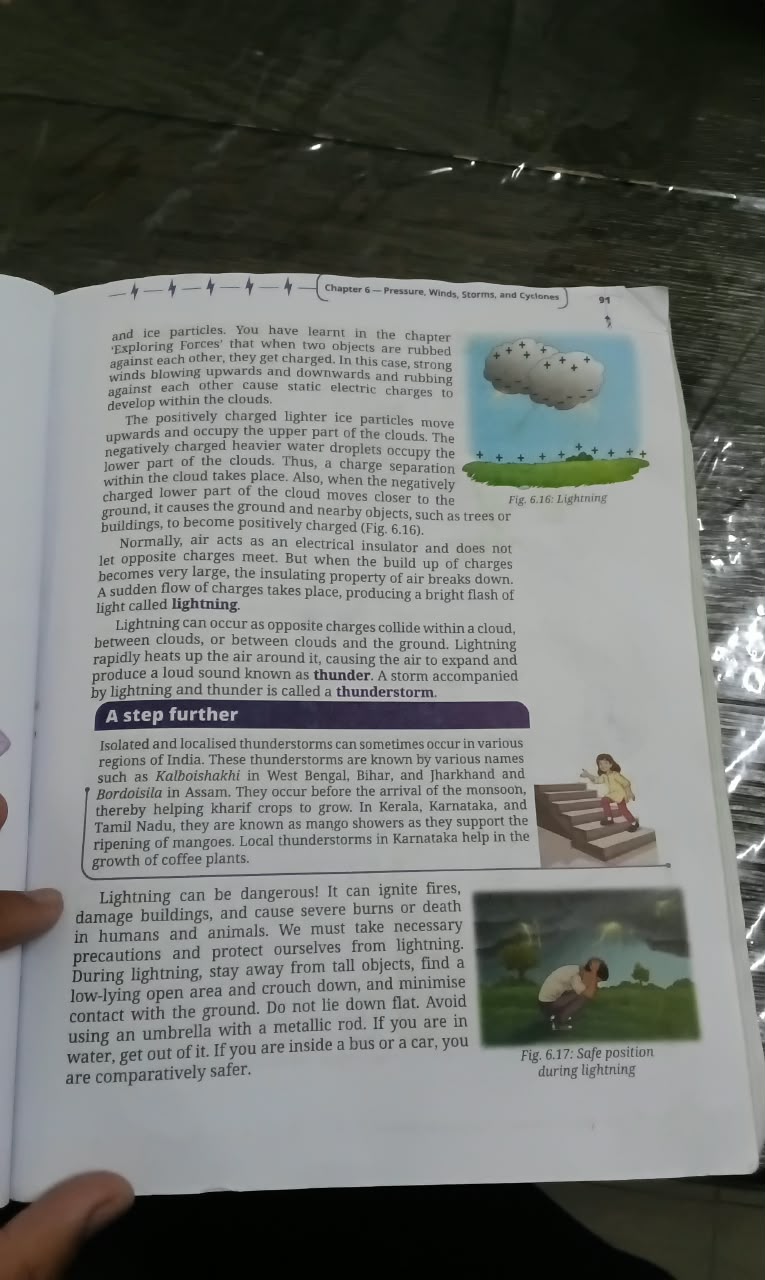 Chapter 6 — Pressure, Winds, Storms, and Cyclones
91
and ice particles. You have learnt in the chapter
'Exploring Forces' that when two objects are rubbed
against each other, they get charged. In this case, strong
winds blowing upwards and downwards and rubbing
against each other cause static electric charges to
develop within the clouds.
The positively charged lighter ice particles move
upwards and occupy the upper part of the clouds. The
negatively charged heavier water droplets occupy the
lower part of the clouds. Thus, a charge separation
within the cloud takes place. Also, when the negatively
charged lower part of the cloud moves closer to the
ground, it causes the ground and nearby objects, such as trees or
buildings, to become positively charged (Fig. 6.16).
Fig. 6.16: Lightning
Normally, air acts as an electrical insulator and does not
let opposite charges meet. But when the build up of charges
becomes very large, the insulating property of air breaks down.
A sudden flow of charges takes place, producing a bright flash of
light called lightning.
Lightning can occur as opposite charges collide within a cloud,
between clouds, or between clouds and the ground. Lightning
rapidly heats up the air around it, causing the air to expand and
produce a loud sound known as thunder. A storm accompanied
by lightning and thunder is called a thunderstorm.
A step further
Isolated and localised thunderstorms can sometimes occur in various
regions of India. These thunderstorms are known by various names
such as Kalboishakhi in West Bengal, Bihar, and Jharkhand and
Bordoisila in Assam. They occur before the arrival of the monsoon,
thereby helping kharif crops to grow. In Kerala, Karnataka, and
Tamil Nadu, they are known as mango showers as they support the
ripening of mangoes. Local thunderstorms in Karnataka help in the
growth of coffee plants.
Lightning can be dangerous! It can ignite fires,
damage buildings, and cause severe burns or death
in humans and animals. We must take necessary
precautions and protect ourselves from lightning.
During lightning, stay away from tall objects, find a
low-lying open area and crouch down, and minimise
contact with the ground. Do not lie down flat. Avoid
using an umbrella with a metallic rod. If you are in
water, get out of it. If you are inside a bus or a car, you
are comparatively safer.
Fig. 6.17: Safe position
during lightning